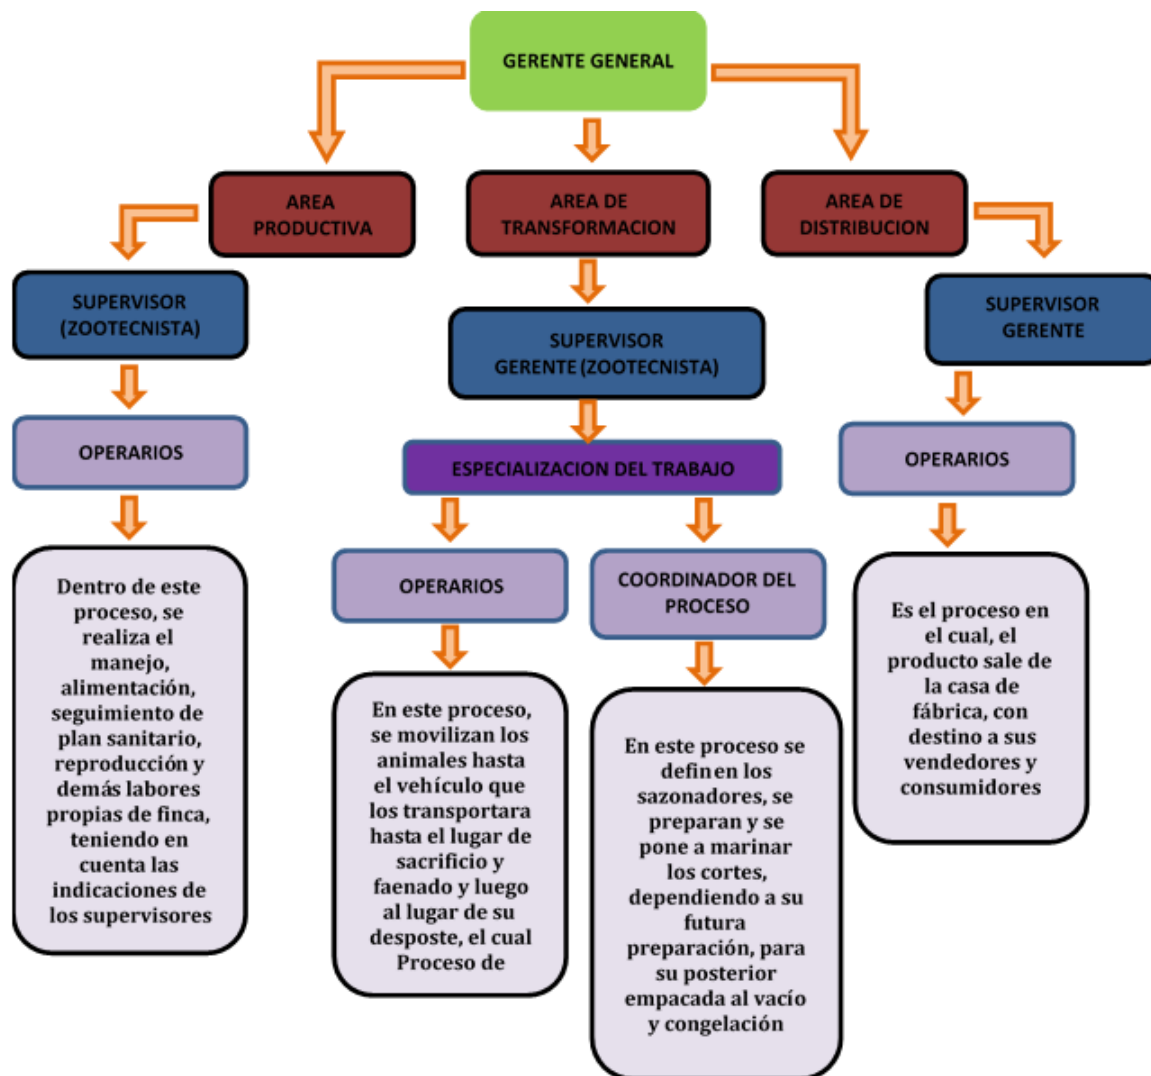 GERENTE GENERAL
AREA
PRODUCTIVA
AREA DE
TRANSFORMACION
AREA DE
DISTRIBUCION
SUPERVISOR
(ZOOTECNISTA)
SUPERVISOR
GERENTE (ZOOTECNISTA)
SUPERVISOR
GERENTE
OPERARIOS
ESPECIALIZACION DEL TRABAJO
OPERARIOS
OPERARIOS
COORDINADOR DEL
PROCESO
Dentro de este
proceso, se
realiza el
manejo,
alimentación,
seguimiento de
plan sanitario,
reproducción y
demás labores
propias de finca,
teniendo en
cuenta las
indicaciones de
los supervisores
En este proceso,
se movilizan los
animales hasta
el vehículo que
los transportara
hasta el lugar de
sacrificio y
faenado y luego
al lugar de su
desposte, el cual
Proceso de
En este proceso se
definen los
sazonadores, se
preparan y se
pone a marinar
los cortes,
dependiendo a su
futura
preparación, para
su posterior
empacada al vacío
y congelación
Es el proceso en
el cual, el
producto sale de
la casa de
fábrica, con
destino a sus
vendedores y
consumidores